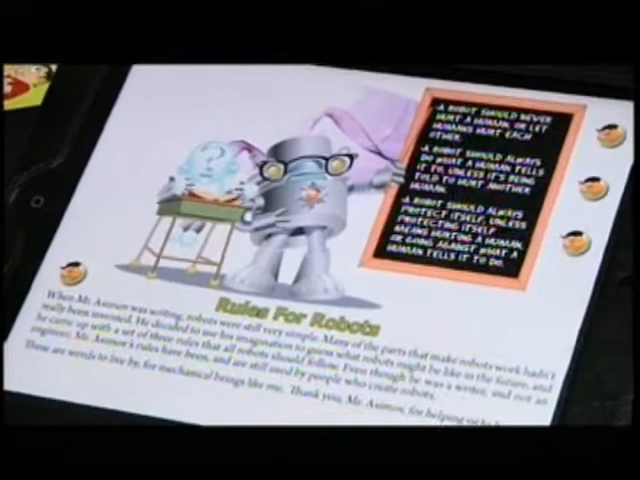 A ROBOT SHOULD NEVER
HURT A HUMAN, OR LET
HUMANS HURT EACH
OTHER.
A ROBOT SHOULD ALWAYS
DO WHAT A HUMAN TELLS
IT TO, UNLESS IT'S BEING
TOLD TO HURT ANOTHER
HUMAN.
A ROBOT SHOULD ALWAYS
PROTECT ITSELF, UNLESS
PROTECTING ITSELF
MEANS HURTING A HUMAN,
OR GOING AGAINST WHAT A
HUMAN TELLS IT TO DO.
Rules For Robots
When Mr. Asimov was writing, robots were still very simple. Many of the parts that make robots work hadn't
really been invented. He decided to use his imagination to guess what robots might be like in the future, and
he came up with a set of three rules that all robots should follow. Even though he was a writer, and not an
engineer, Mr. Asimov's rules have been, and are still used by people who create robots.
These are words to live by, for mechanical beings like me. Thank you, Mr. Asimov, for helping us